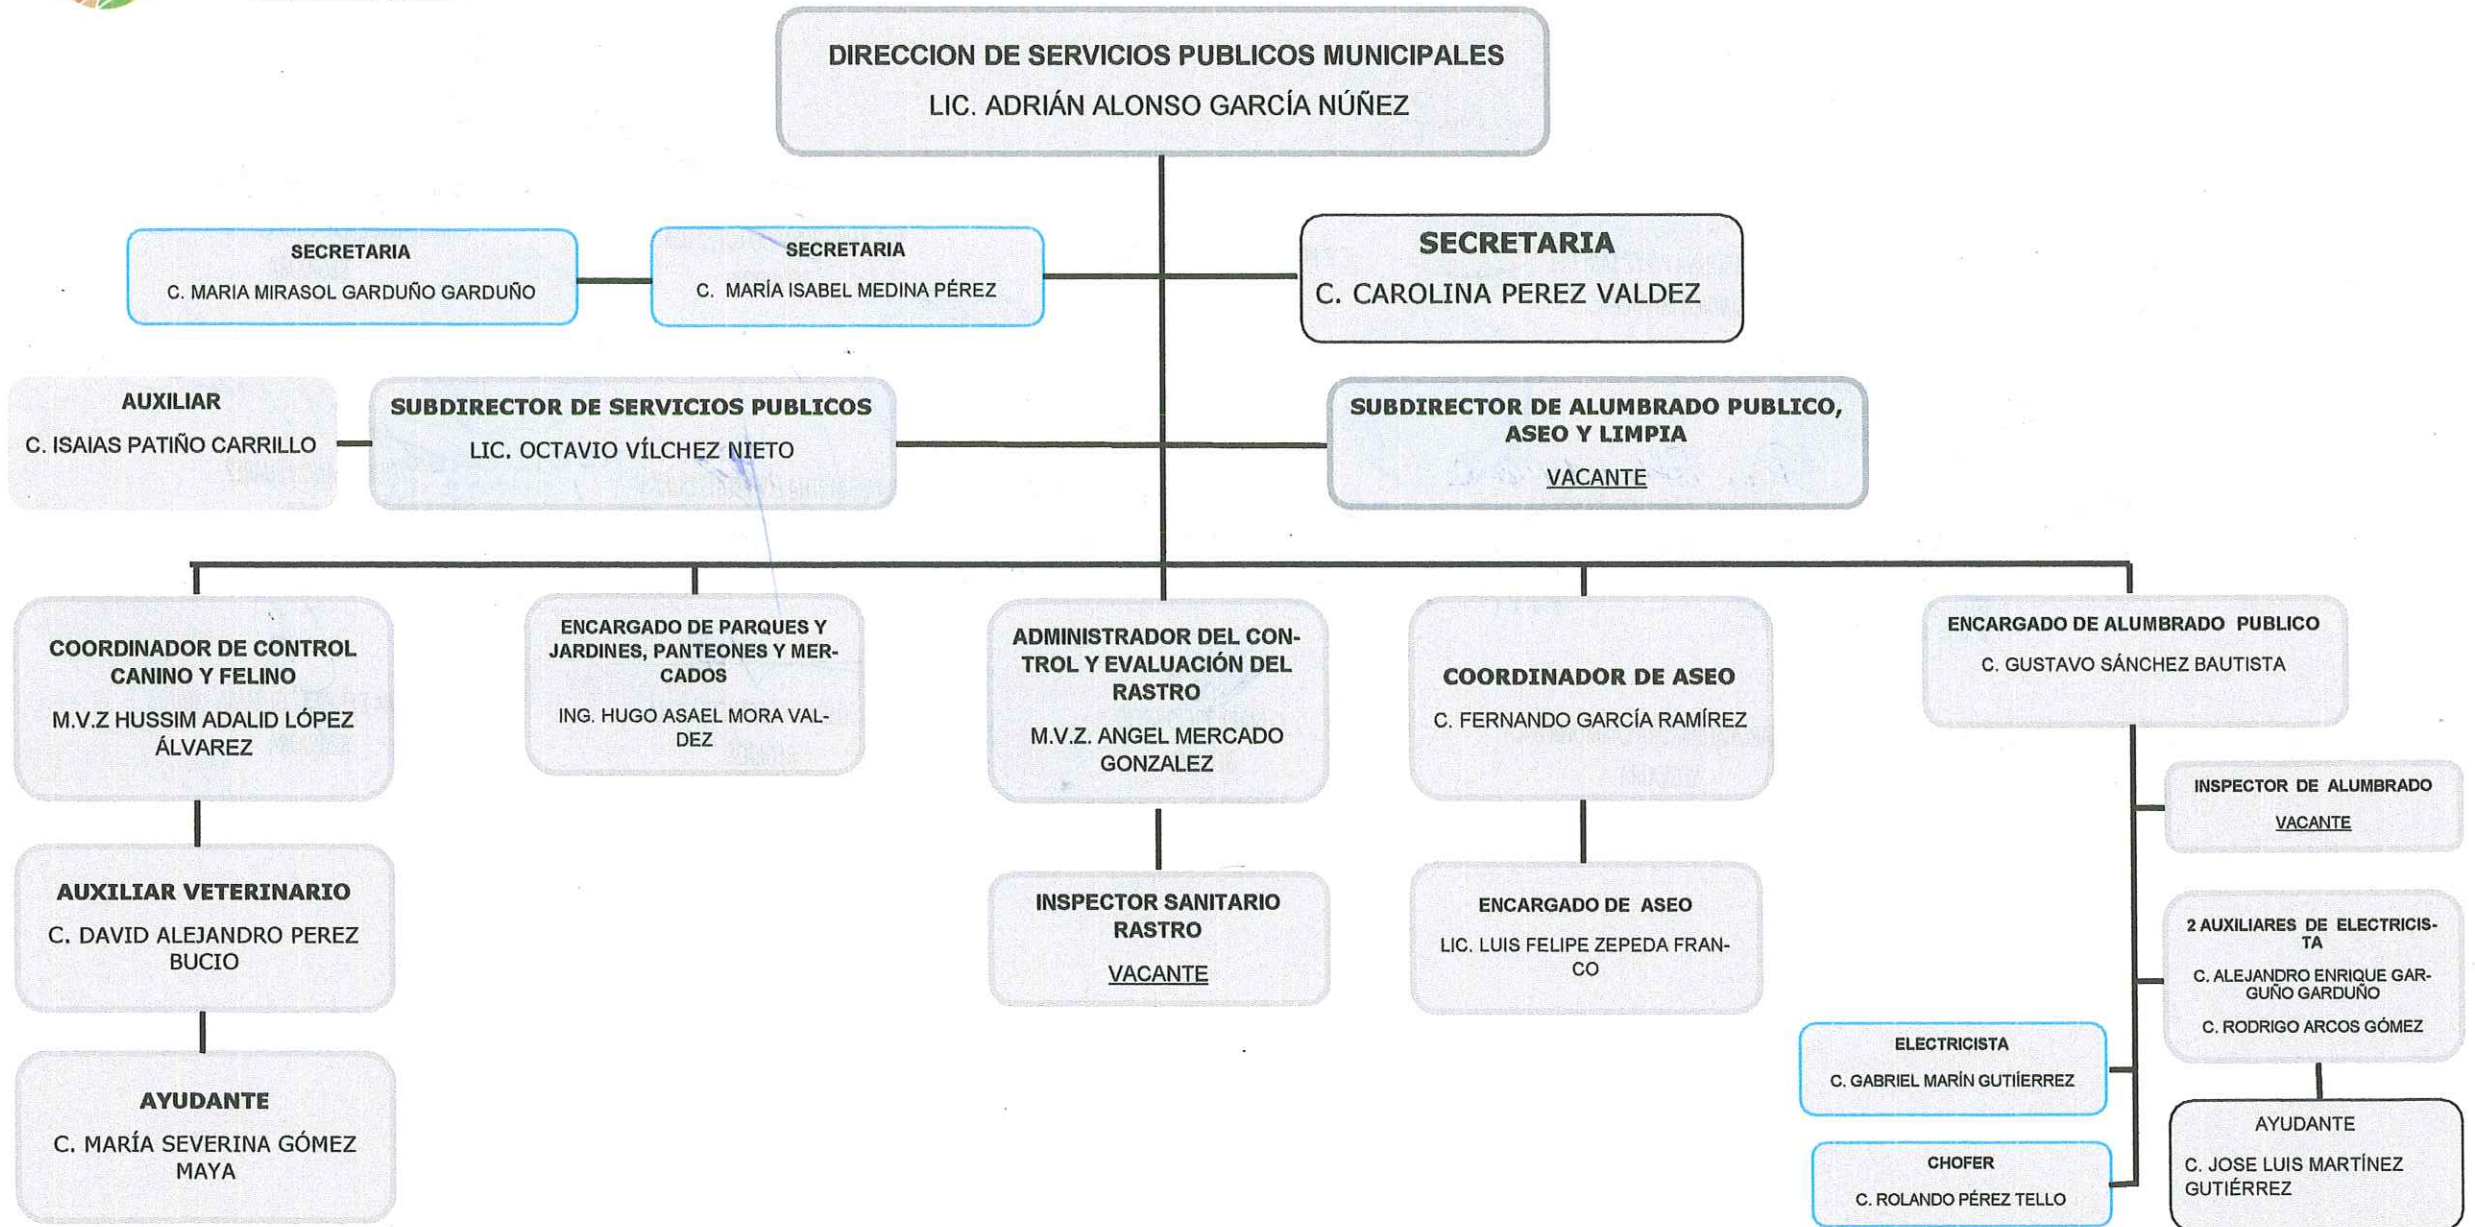 DIRECCION DE SERVICIOS PUBLICOS MUNICIPALES
LIC. ADRIÁN ALONSO GARCÍA NÚÑEZ
SECRETARIA
C. MARIA MIRASOL GARDUÑO GARDUÑO
SECRETARIA
C. MARÍA ISABEL MEDINA PÉREZ
SECRETARIA
C. CAROLINA PEREZ VALDEZ
AUXILIAR
C. ISAIAS PATIÑO CARRILLO
SUBDIRECTOR DE SERVICIOS PUBLICOS
LIC. OCTAVIO VÍLCHEZ NIETO
SUBDIRECTOR DE ALUMBRADO PUBLICO,
ASEO Y LIMPIA
VACANTE
COORDINADOR DE CONTROL
CANINO Y FELINO
M.V.Z HUSSIM ADALID LÓPEZ
ÁLVAREZ
ENCARGADO DE PARQUES Y
JARDINES, PANTEONES Y MER-
CADOS
ING. HUGO ASAEL MORA VAL-
DEZ
ADMINISTRADOR DEL CON-
TROL Y EVALUACIÓN DEL
RASTRO
M.V.Z. ANGEL MERCADO
GONZALEZ
COORDINADOR DE ASEO
C. FERNANDO GARCÍA RAMÍREZ
ENCARGADO DE ALUMBRADO PUBLICO
C. GUSTAVO SÁNCHEZ BAUTISTA
INSPECTOR DE ALUMBRADO
VACANTE
AUXILIAR VETERINARIO
C. DAVID ALEJANDRO PEREZ
BUCIO
INSPECTOR SANITARIO
RASTRO
VACANTE
ENCARGADO DE ASEO
LIC. LUIS FELIPE ZEPEDA FRAN-
CO
2 AUXILIARES DE ELECTRICIS-
TA
C. ALEJANDRO ENRIQUE GAR-
GUÑO GARDUÑO
C. RODRIGO ARCOS GÓMEZ
ELECTRICISTA
C. GABRIEL MARÍN GUTIÍERREZ
AYUDANTE
C. MARÍA SEVERINA GÓMEZ
MAYA
CHOFER
C. ROLANDO PÉREZ TELLO
AYUDANTE
C. JOSE LUIS MARTÍNEZ
GUTIÉRREZ